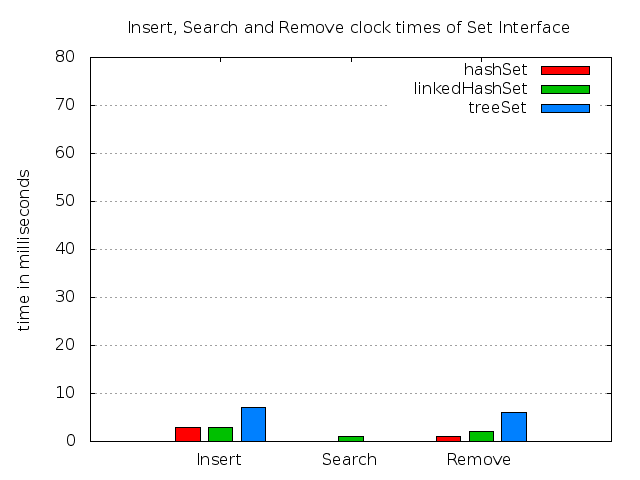 Insert, Search and Remove clock times of Set Interface
80
70
60
50
40
30
20
10
0
time in milliseconds
hashSet
linkedHashSet
treeSet
Insert Search Remove